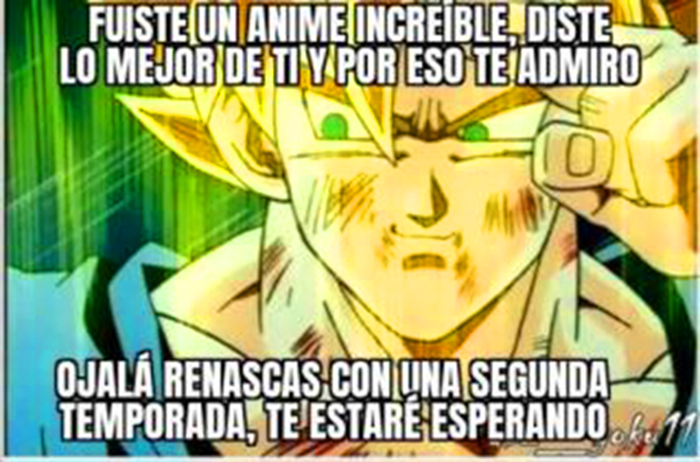 FUISTE UN ANIME INCREÍBLE, DISTE
LO MEJOR DE TI Y POR ESO TE ADMIRO
OJALÁ RENASCAS CON UNA SEGUNDA
TEMPORADA, TE ESTARÉ ESPERANDO
goku11